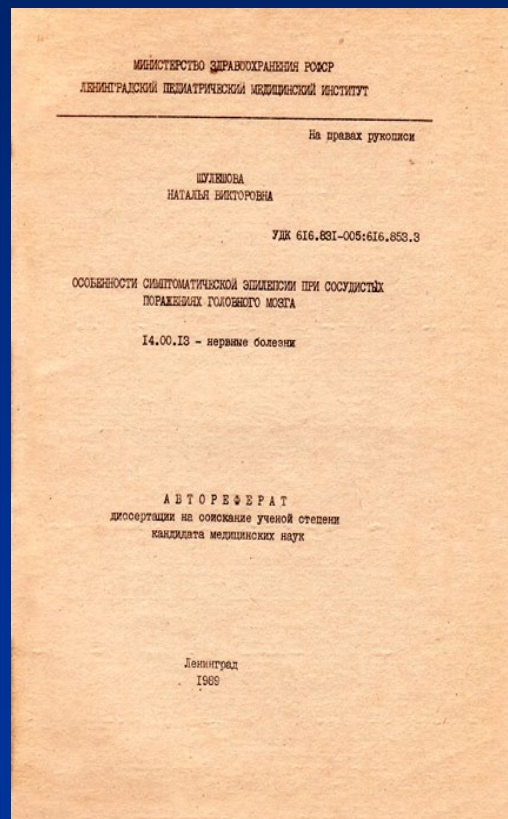 МИНИСТЕРСТВО ЗДРАВООХРАНЕНИЯ РСФСР
ЛЕНИНГРАДСКИЙ ПЕДИАТРИЧЕСКИЙ МЕДИЦИНСКИЙ ИНСТИТУТ
На правах рукописи
ШУЛЕШОВА
НАТАЛЬЯ ВИКТОРОВНА
УДК 616.831-005:616.853.3
ОСОБЕННОСТИ СИМПТОМАТИЧЕСКОЙ ЭПИЛЕПСИИ ПРИ СОСУДИСТЫХ
ПОРАЖЕНИЯХ ГОЛОВНОГО МОЗГА
14.00.13 - нервные болезни
АВТОРЕФЕРАТ
диссертации на соискание ученой степени
кандидата медицинских наук
Ленинград
1989